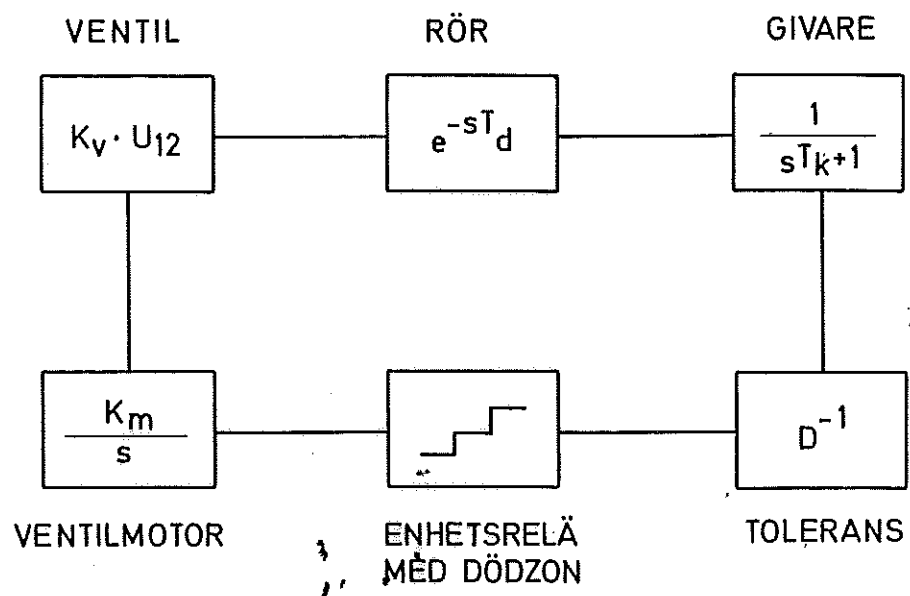 VENTIL
RÖR
GIVARE
K_v · U_12
e^-sT_d
1
sT_k+1
K_m
s
D^-1
VENTILMOTOR
ENHETSRELÄ
MED DÖDZON
TOLERANS